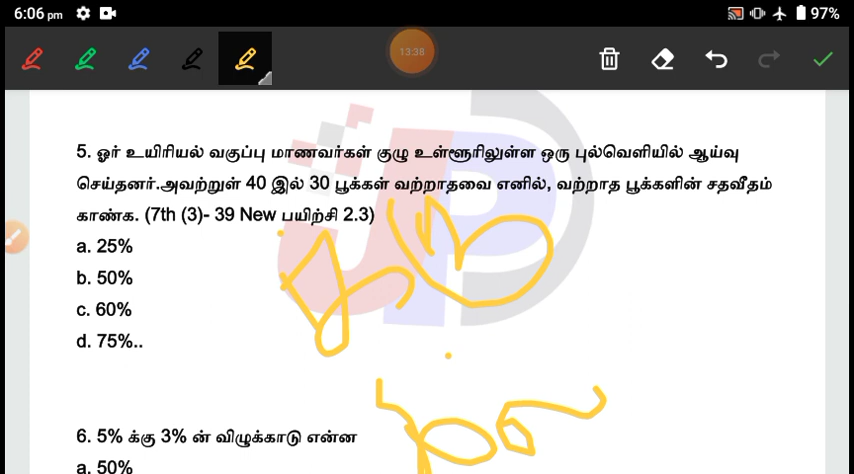 6:06 pm 97%
13:38
5. ஓர் உயிரியல் வகுப்பு மாணவர்கள் குழு உள்ளூரிலுள்ள ஒரு புல்வெளியில் ஆய்வு
செய்தனர்.அவற்றுள் 40 இல் 30 பூக்கள் வற்றாதவை எனில், வற்றாத பூக்களின் சதவீதம்
காண்க. (7th (3)- 39 New பயிற்சி 2.3)
a. 25%
b. 50%
c. 60%
d. 75%..
6. 5% க்கு 3% ன் விழுக்காடு என்ன
a. 50%